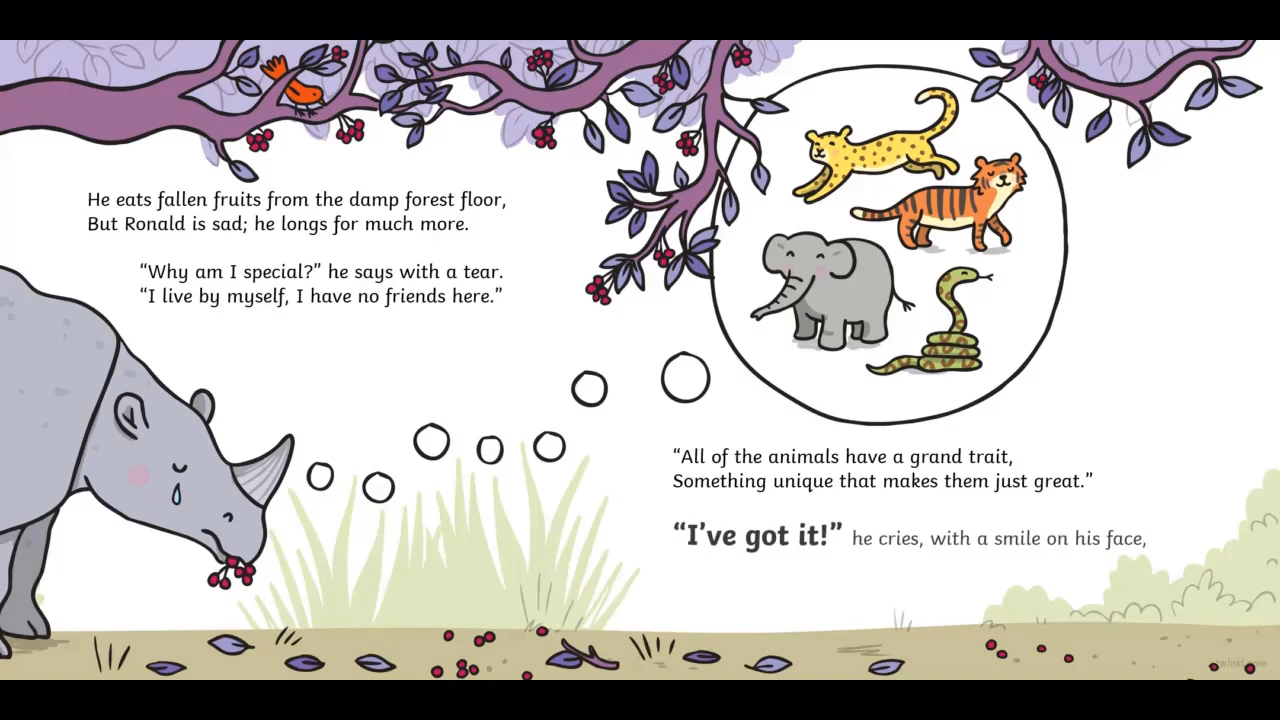 He eats fallen fruits from the damp forest floor,
But Ronald is sad; he longs for much more.
“Why am I special?” he says with a tear.
“I live by myself, I have no friends here.”
“All of the animals have a grand trait,
Something unique that makes them just great.”
“I’ve got it!” he cries, with a smile on his face,
twinkl.com